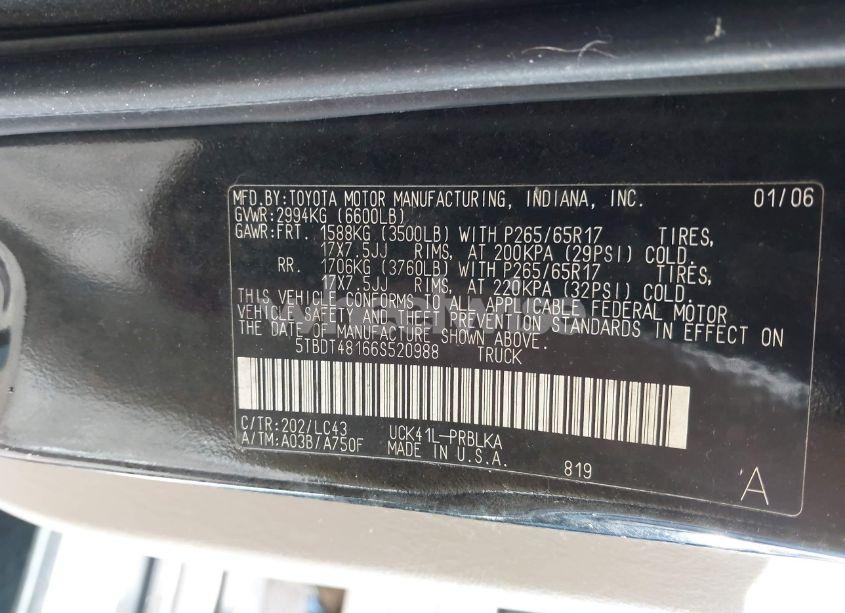 MFD.BY:TOYOTA MOTOR MANUFACTURING, INDIANA, INC. 01/06
GVWR:2994KG (6600LB)
GAWR:FRT. 1588KG (3500LB) WITH P265/65R17 TIRES,
17X7.5JJ RIMS, AT 200KPA (29PSI) COLD.
RR. 1706KG (3760LB) WITH P265/65R17 TIRES,
17X7.5JJ RIMS, AT 220KPA (32PSI) COLD.
THIS VEHICLE CONFORMS TO ALL APPLICABLE FEDERAL MOTOR
VEHICLE SAFETY AND THEFT PREVENTION STANDARDS IN EFFECT ON
THE DATE OF MANUFACTURE SHOWN ABOVE.
5TBDT48166S520988 TRUCK
C/TR:202/LC43 UCK41L-PRBLKA
A/TM:A03B/A750F MADE IN U.S.A.
819 A